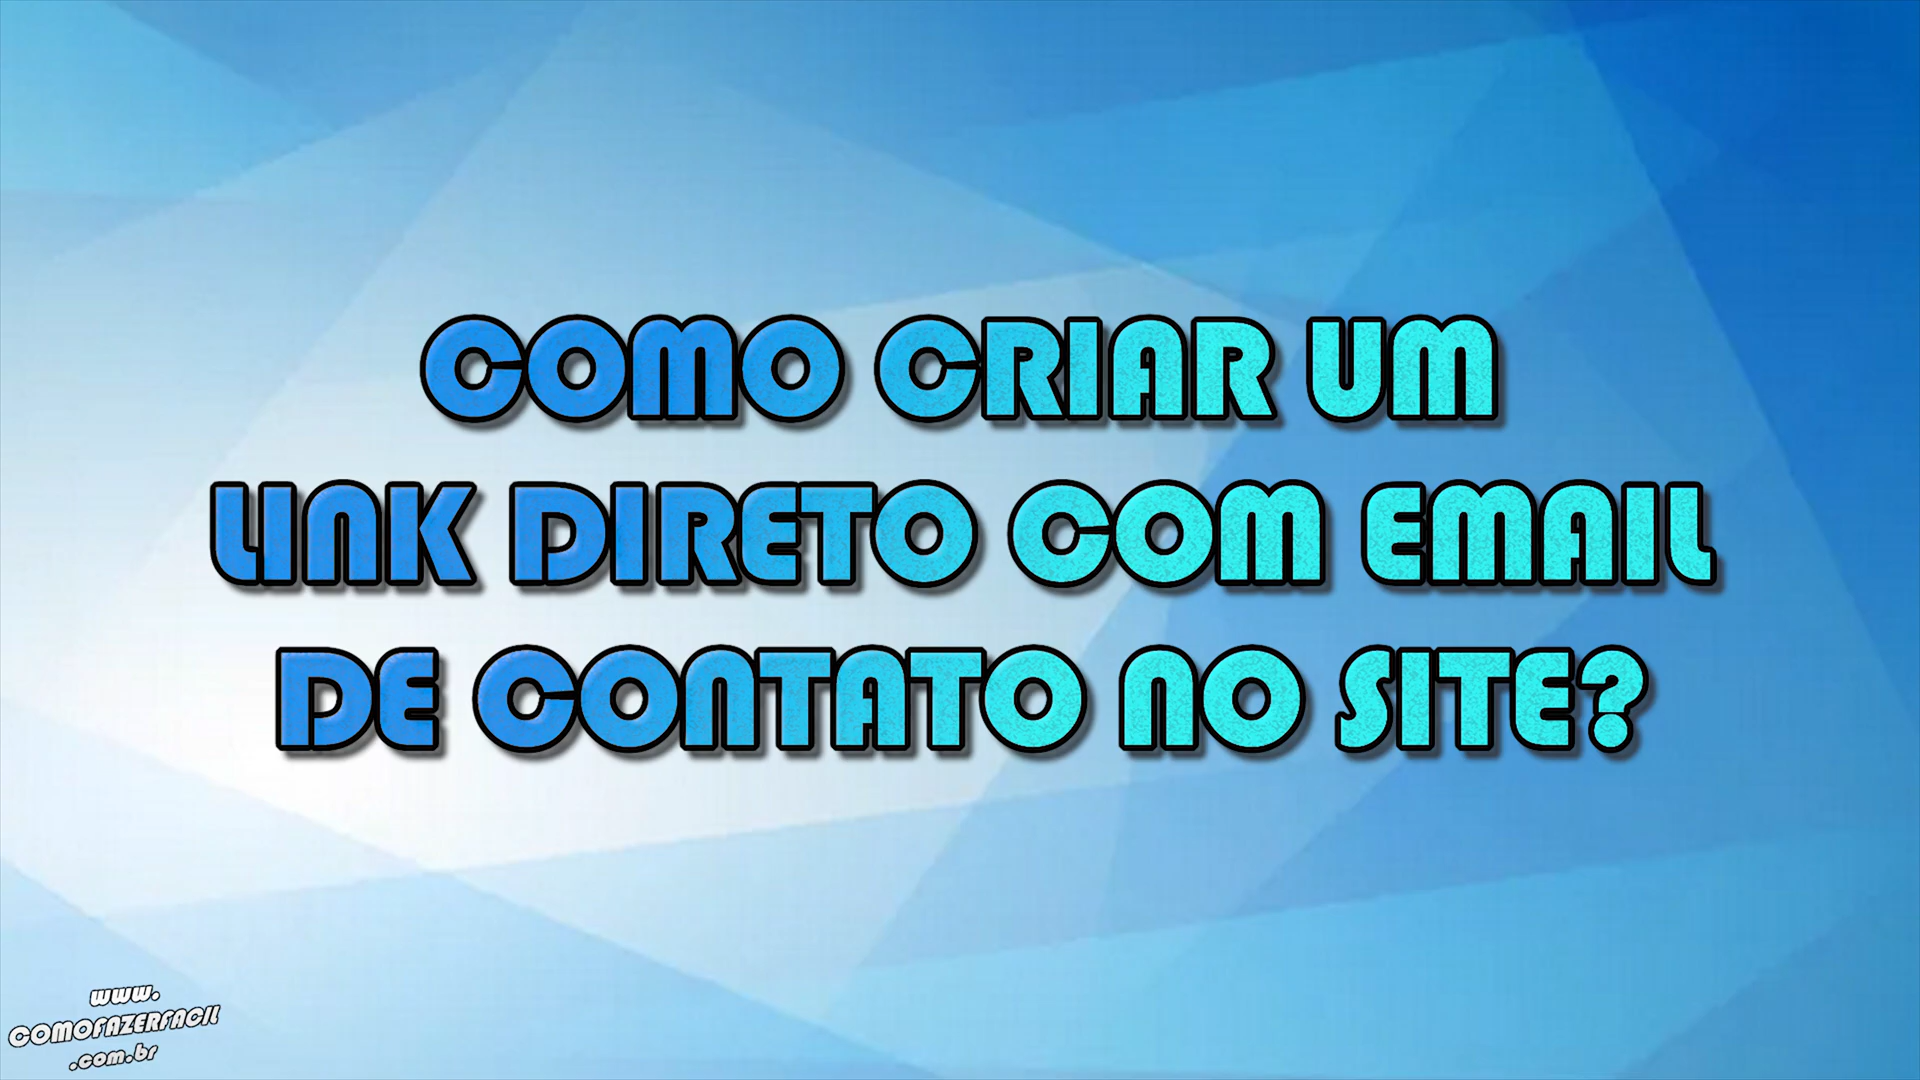 COMO CRIAR UM
LINK DIRETO COM EMAIL
DE CONTATO NO SITE?
www.
COMOFAZERFACIL
.com.br